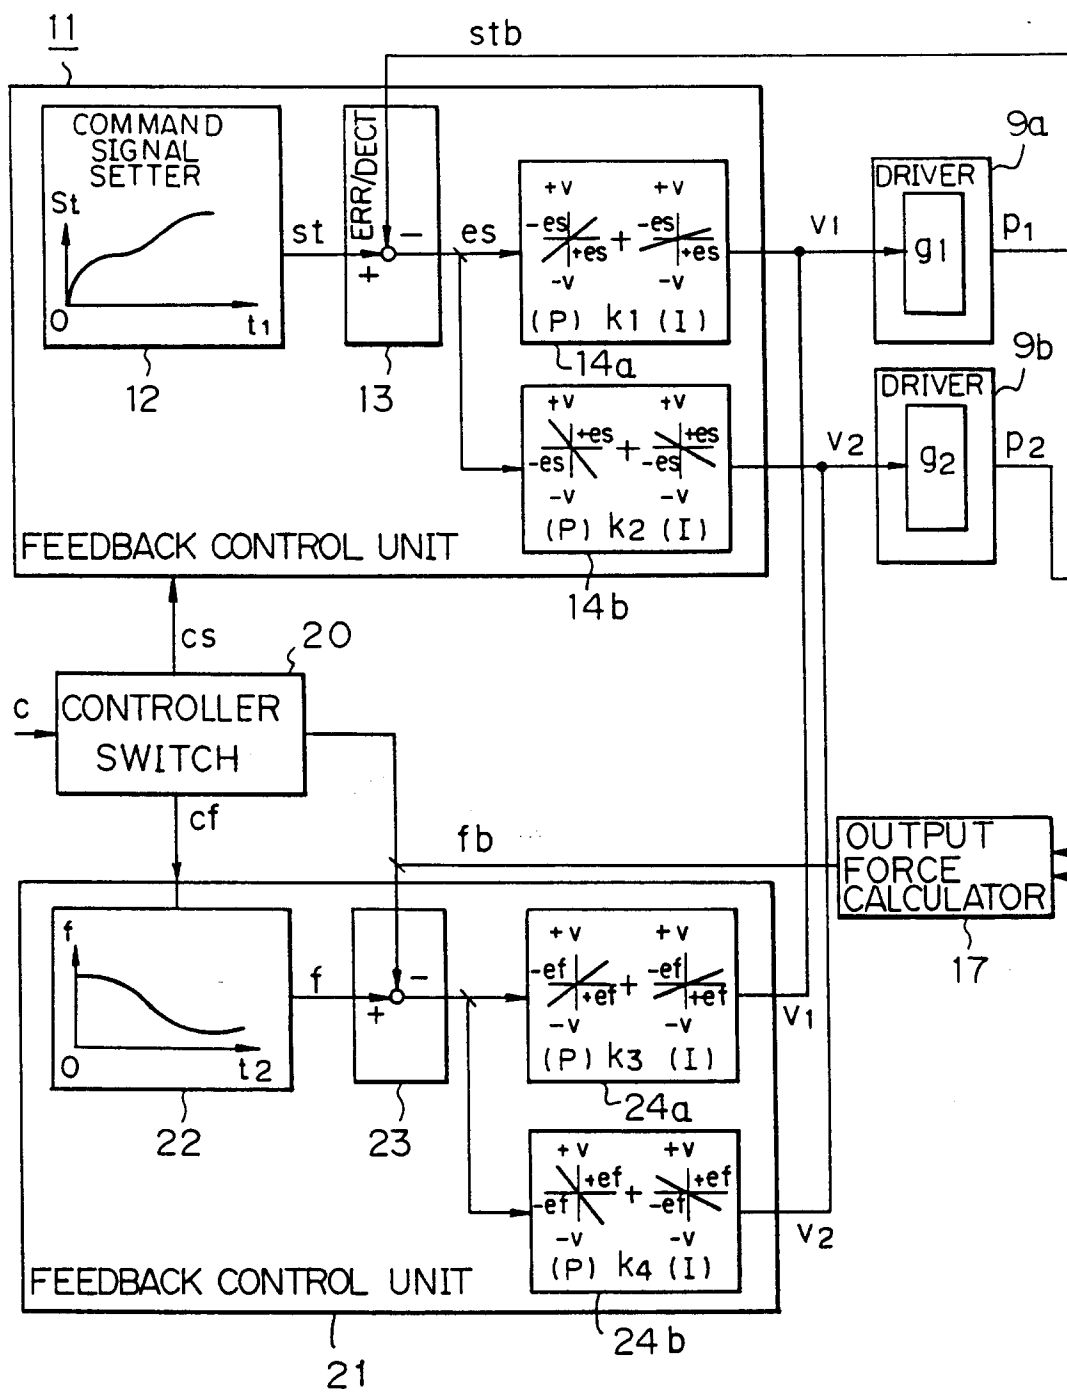 11
stb
COMMAND
SIGNAL
SETTER
St
O
t1
12
st
ERR/DECT
+
−
13
es
+v +v
-es + -es
+es +es
-v -v
(P) k1 (I)
14a
+v +v
+es + +es
-es -es
-v -v
(P) k2 (I)
14b
FEEDBACK CONTROL UNIT
v1
9a
DRIVER
g1
p1
v2
9b
DRIVER
g2
p2
cs
20
c
CONTROLLER
SWITCH
cf
fb
OUTPUT
FORCE
CALCULATOR
17
f
O
t2
22
f
+
−
23
+v +v
-ef + -ef
+ef +ef
-v -v
(P) k3 (I)
24a
v1
+v +v
+ef + +ef
-ef -ef
-v -v
(P) k4 (I)
24b
v2
FEEDBACK CONTROL UNIT
21